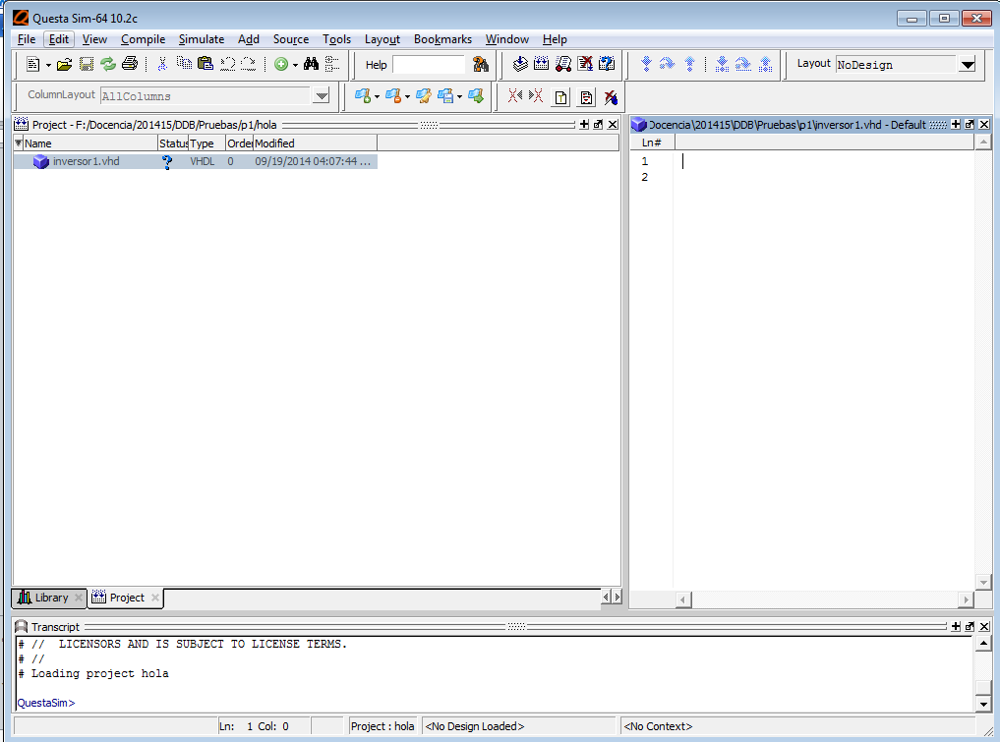 Questa Sim-64 10.2c
File Edit View Compile Simulate Add Source Tools Layout Bookmarks Window Help
Help
Layout NoDesign
ColumnLayout AllColumns
Project - F:/Docencia/201415/DDB/Pruebas/p1/hola
Name Status Type Order Modified
inversor1.vhd ? VHDL 0 09/19/2014 04:07:44 ...
Docencia\201415\DDB\Pruebas\p1\inversor1.vhd - Default
Ln#
1
2
Library Project
Transcript
# // LICENSORS AND IS SUBJECT TO LICENSE TERMS.
# //
# Loading project hola
QuestaSim>
Ln: 1 Col: 0 Project : hola <No Design Loaded> <No Context>